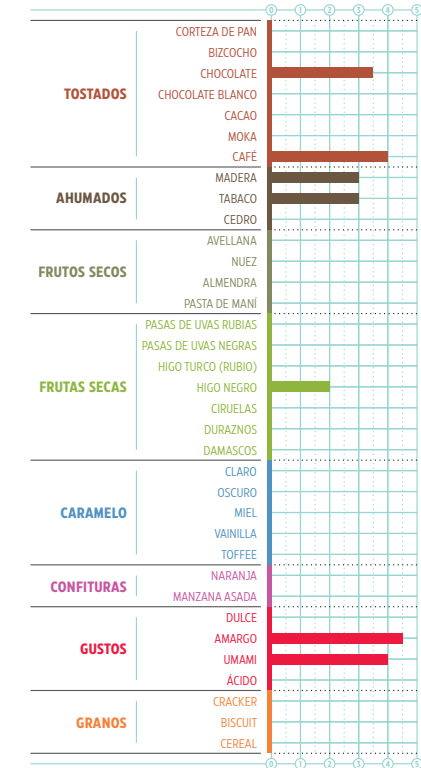 0 1 2 3 4 5
TOSTADOS
CORTEZA DE PAN
BIZCOCHO
CHOCOLATE
CHOCOLATE BLANCO
CACAO
MOKA
CAFÉ
AHUMADOS
MADERA
TABACO
CEDRO
FRUTOS SECOS
AVELLANA
NUEZ
ALMENDRA
PASTA DE MANÍ
FRUTAS SECAS
PASAS DE UVAS RUBIAS
PASAS DE UVAS NEGRAS
HIGO TURCO (RUBIO)
HIGO NEGRO
CIRUELAS
DURAZNOS
DAMASCOS
CARAMELO
CLARO
OSCURO
MIEL
VAINILLA
TOFFEE
CONFITURAS
NARANJA
MANZANA ASADA
GUSTOS
DULCE
AMARGO
UMAMI
ÁCIDO
GRANOS
CRACKER
BISCUIT
CEREAL
0 1 2 3 4 5